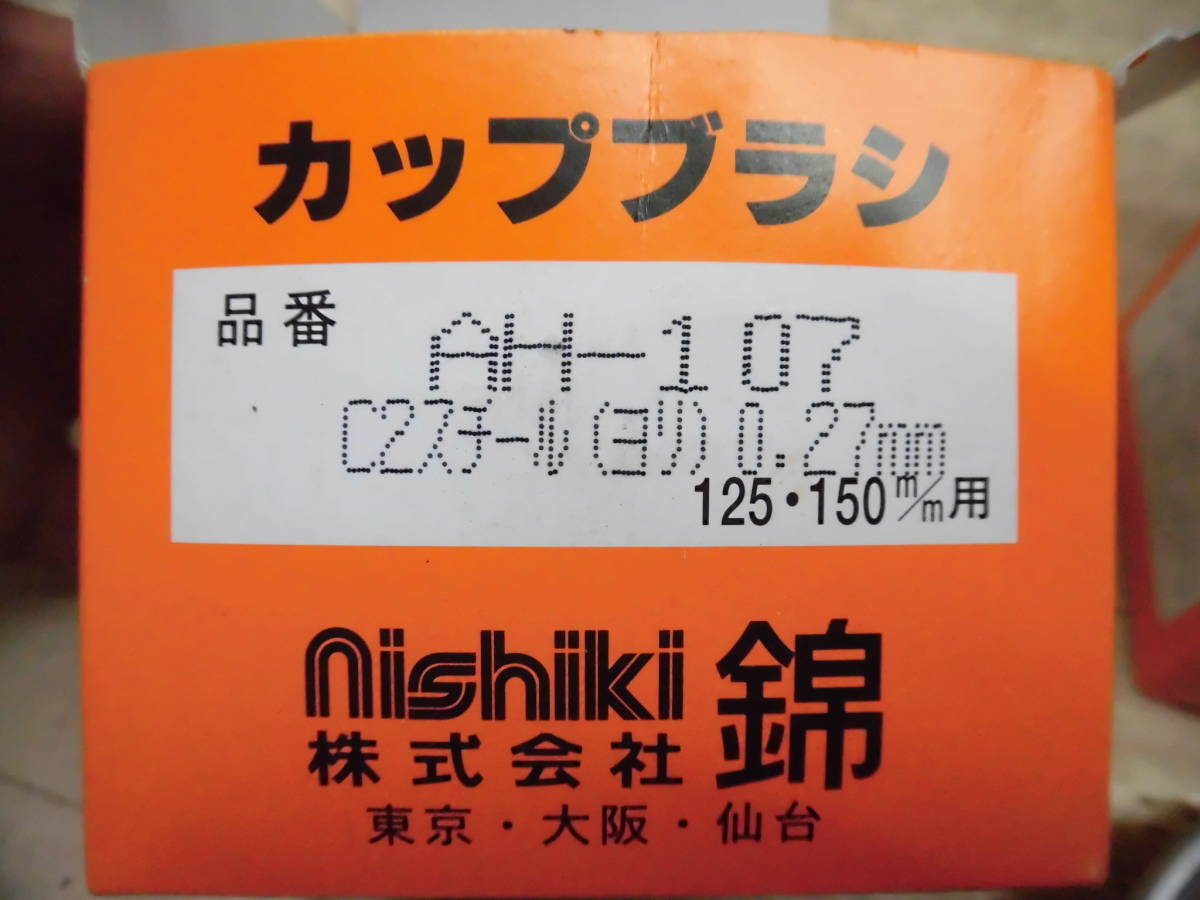 カップブラシ
品番 AH-107
C2スチール(ヨリ)0.27mm
125・150m/m用
nishiki 錦
株式会社
東京・大阪・仙台